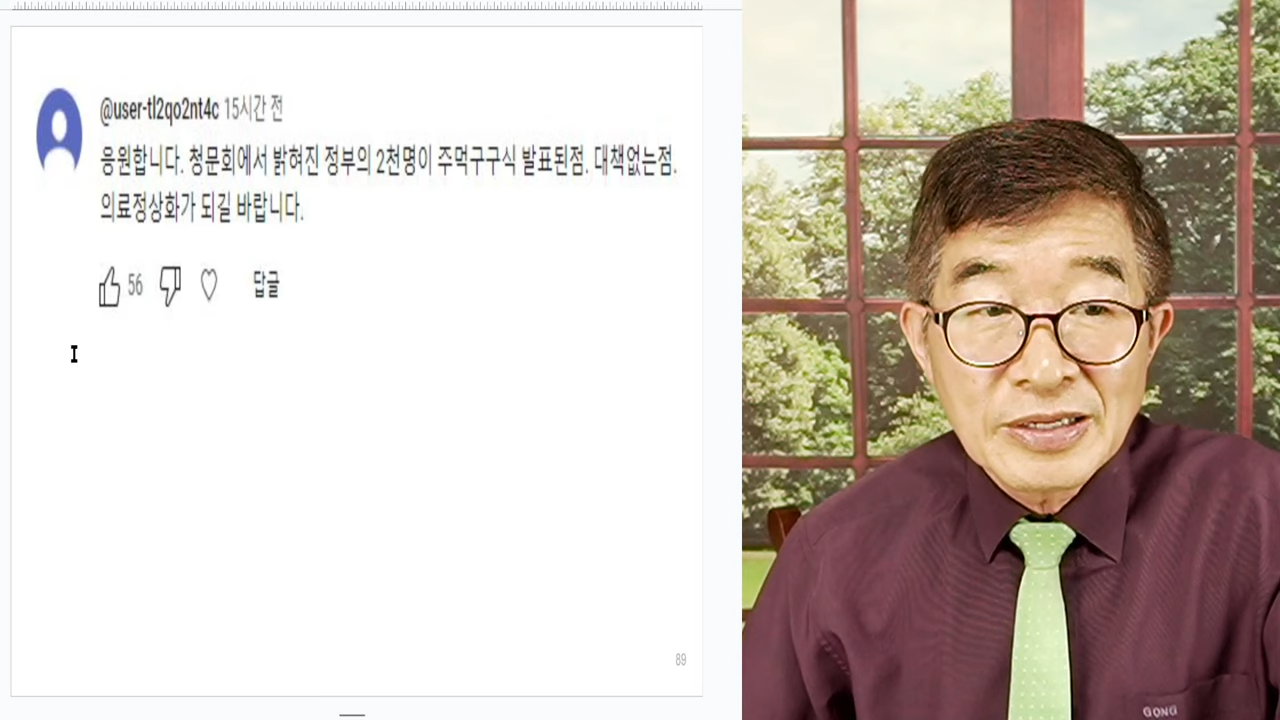 @user-tl2qo2nt4c 15시간 전
응원합니다. 청문회에서 밝혀진 정부의 2천명이 주먹구구식 발표된점. 대책없는점.
의료정상화가 되길 바랍니다.
56 답글
89
GONG